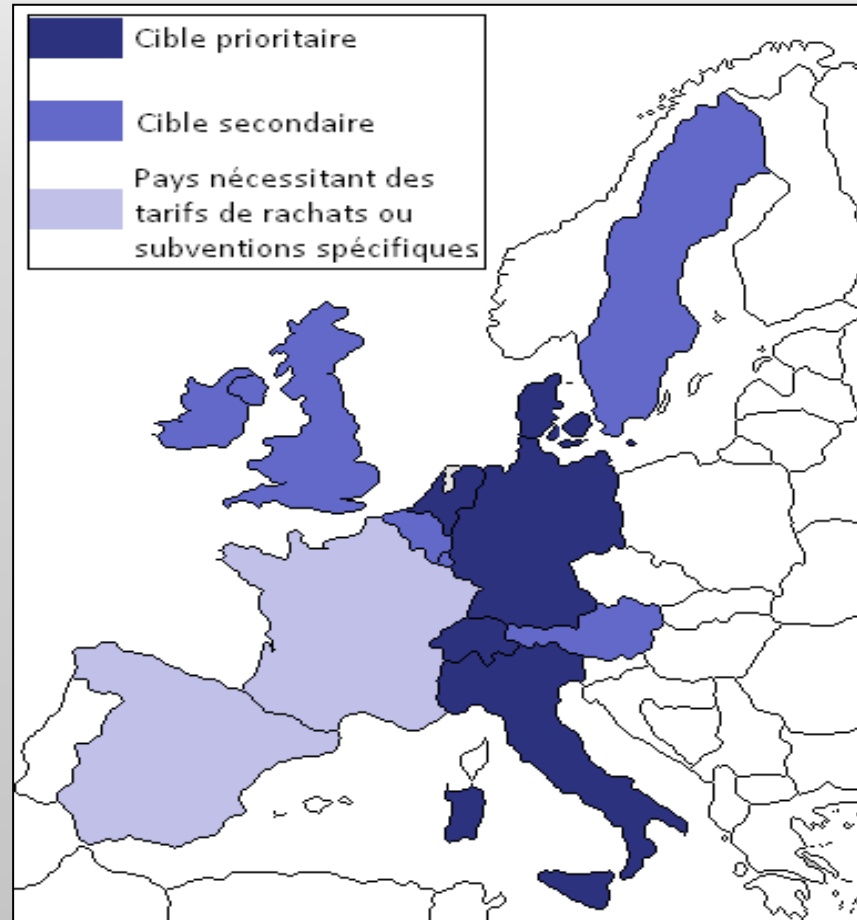 Cible prioritaire
Cible secondaire
Pays nécessitant des
tarifs de rachats ou
subventions spécifiques